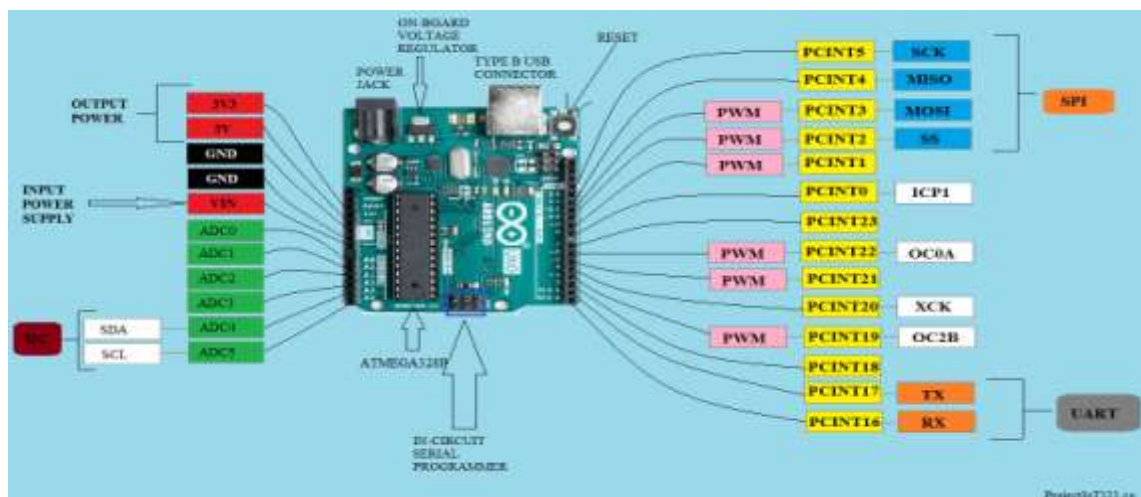 ON-BOARD
VOLTAGE
REGULATOR
TYPE B USB
CONNECTOR
RESET
POWER
JACK
OUTPUT
POWER
3V3
5V
GND
GND
INPUT
POWER
SUPPLY
VIN
ADC0
ADC1
ADC2
ADC3
ADC4
ADC5
SDA
SCL
ATMEGA328P
IN-CIRCUIT
SERIAL
PROGRAMMER
PCINT5 SCK
PCINT4 MISO
PWM PCINT3 MOSI
PWM PCINT2 SS
PWM PCINT1
SPI
PCINT0 ICP1
PCINT23
PWM PCINT22 OC0A
PWM PCINT21
PCINT20 XCK
PWM PCINT19 OC2B
PCINT18
PCINT17 TX
PCINT16 RX
UART